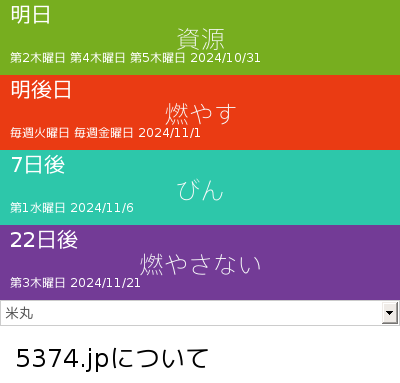 明日
資源
第2木曜日 第4木曜日 第5木曜日 2024/10/31
明後日
燃やす
毎週火曜日 毎週金曜日 2024/11/1
7日後
びん
第1水曜日 2024/11/6
22日後
燃やさない
第3木曜日 2024/11/21
米丸
5374.jpについて